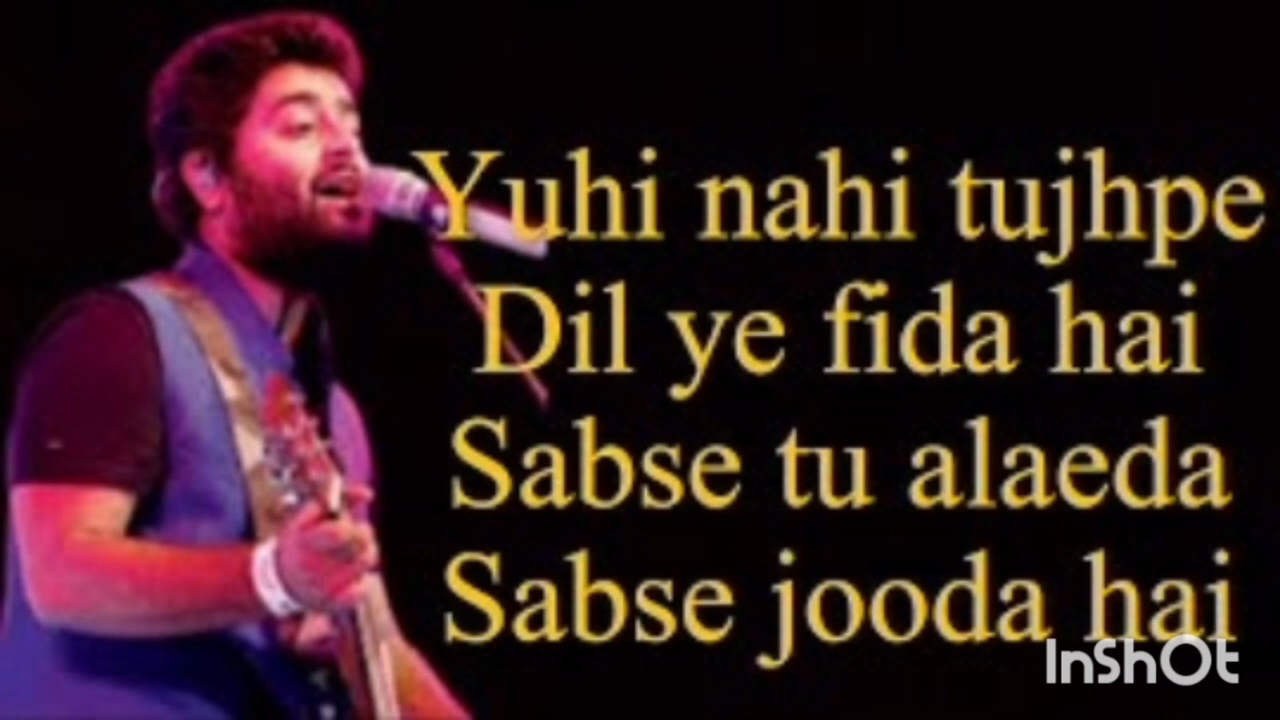 Yuhi nahi tujhpe
Dil ye fida hai
Sabse tu alaeda
Sabse jooda hai
InShOt